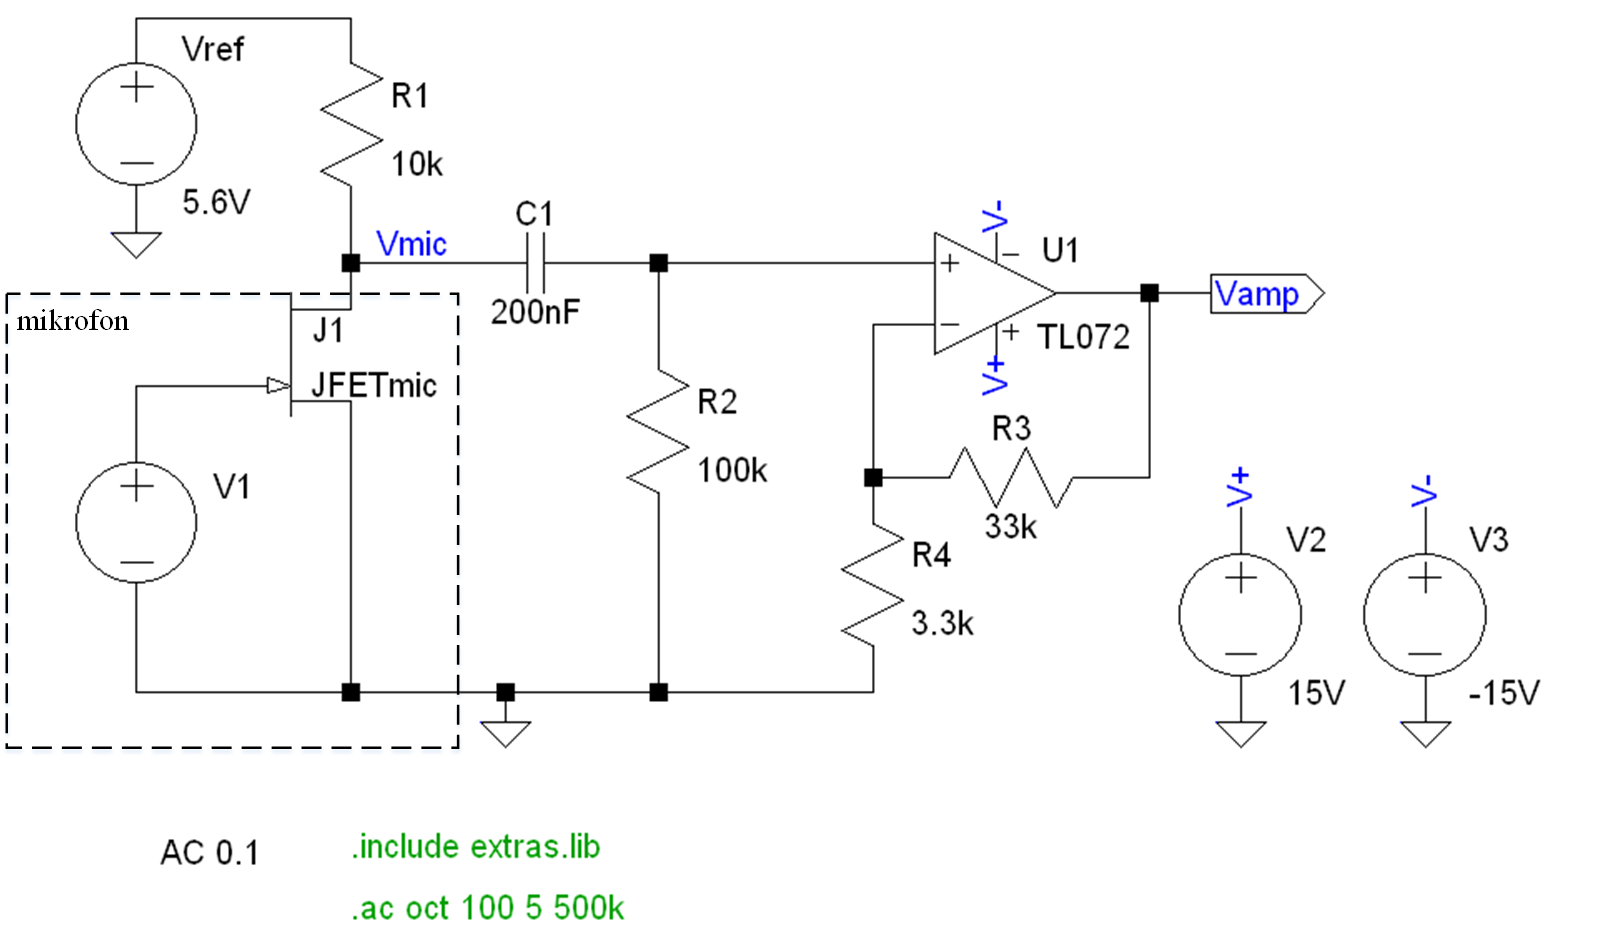 Vref
5.6V
R1
10k
Vmic
C1
200nF
mikrofon
J1
JFETmic
V1
R2
100k
V-
U1
TL072
V+
Vamp
R3
33k
R4
3.3k
V+
V2
15V
V-
V3
-15V
AC 0.1
.include extras.lib
.ac oct 100 5 500k